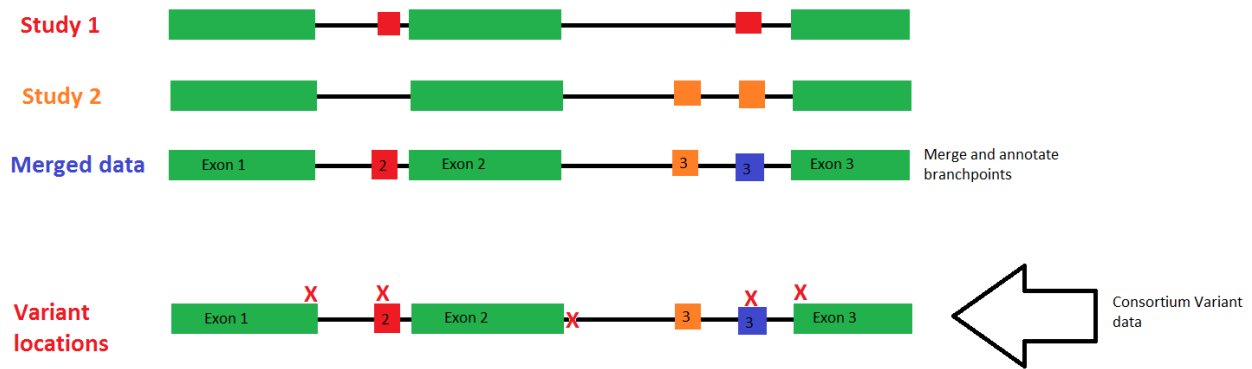 Study 1
Study 2
Merged data
Exon 1
2
Exon 2
3
3
Exon 3
Merge and annotate
branchpoints
X
X
X
X
X
Variant
locations
Exon 1
2
Exon 2
3
3
Exon 3
Consortium Variant
data